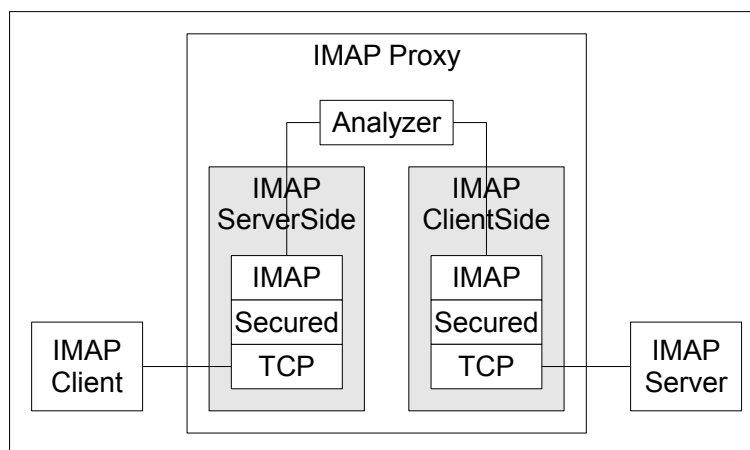 IMAP Proxy
Analyzer
IMAP
ServerSide
IMAP
Secured
TCP
IMAP
ClientSide
IMAP
Secured
TCP
IMAP
Client
IMAP
Server